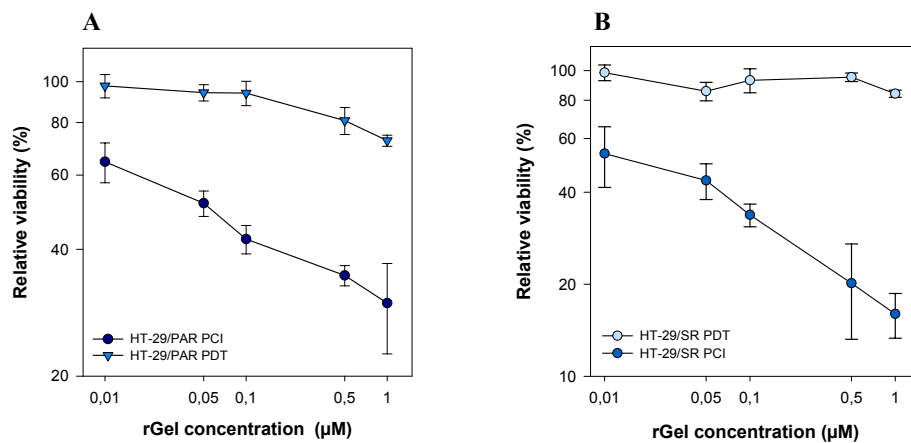 A
B
Relative viability (%)
100
80
60
40
20
HT-29/PAR PCI
HT-29/PAR PDT
0,01
0,05
0,1
0,5
1
rGel concentration (µM)
Relative viability (%)
100
80
60
40
20
10
HT-29/SR PDT
HT-29/SR PCI
0,01
0,05
0,1
0,5
1
rGel concentration (µM)